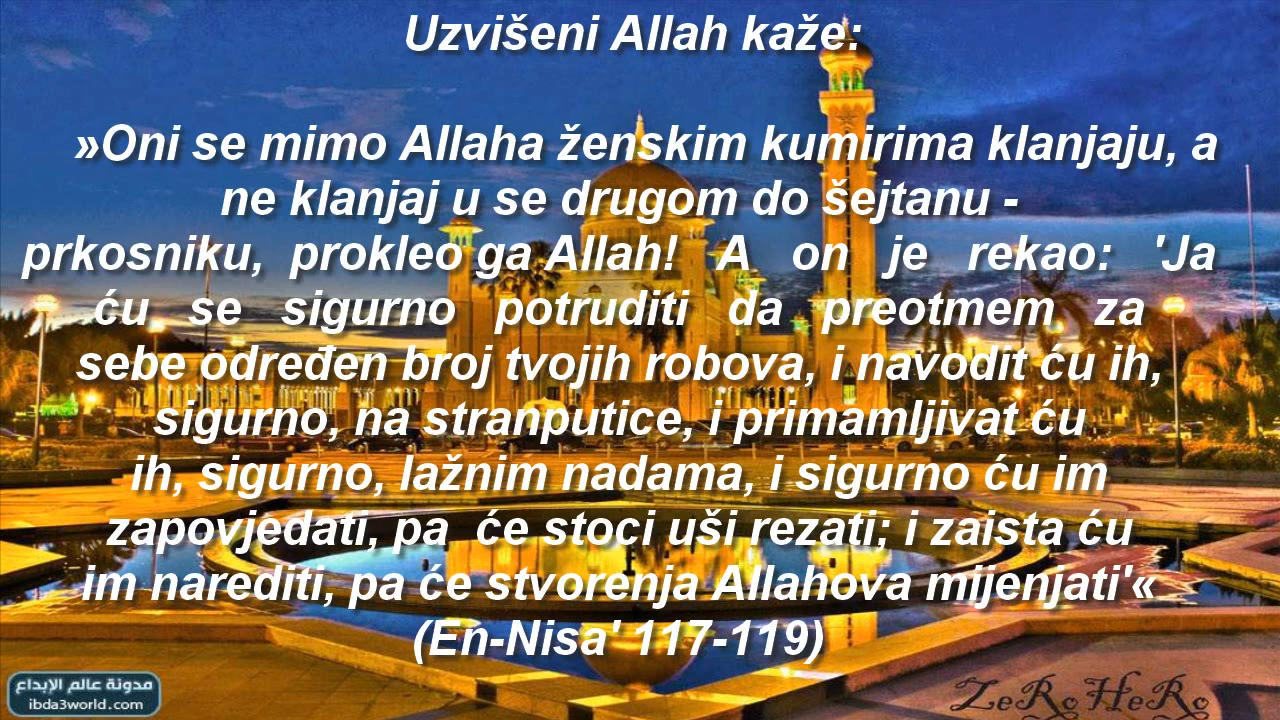 Uzvišeni Allah kaže:
»Oni se mimo Allaha ženskim kumirima klanjaju, a
ne klanjaj u se drugom do šejtanu -
prkosniku, prokleo ga Allah! A on je rekao: 'Ja
ću se sigurno potruditi da preotmem za
sebe određen broj tvojih robova, i navodit ću ih,
sigurno, na stranputice, i primamljivat ću
ih, sigurno, lažnim nadama, i sigurno ću im
zapovjedati, pa će stoci uši rezati; i zaista ću
im narediti, pa će stvorenja Allahova mijenjati'«
(En-Nisa' 117-119)
مدونة عالم الإبداع
ibda3world.com
ZeRoHeRo